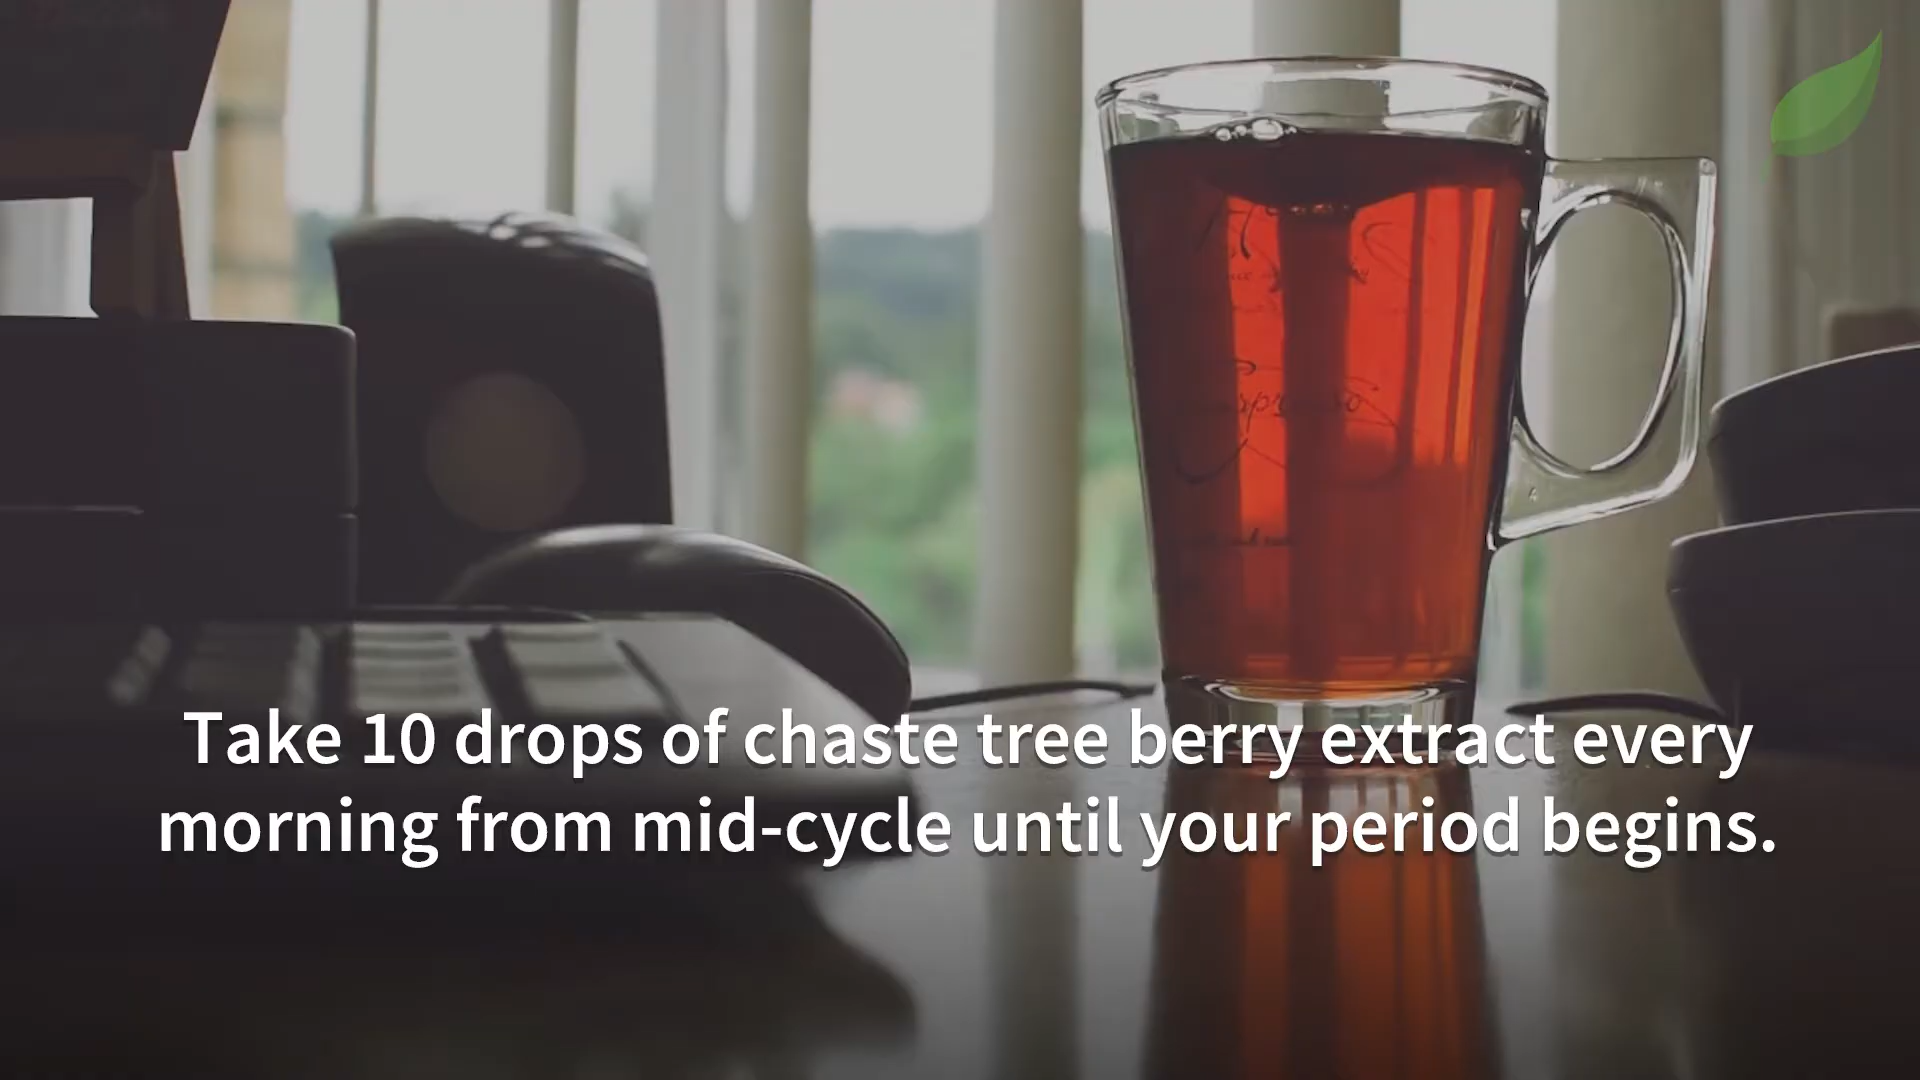 Take 10 drops of chaste tree berry extract every
morning from mid-cycle until your period begins.